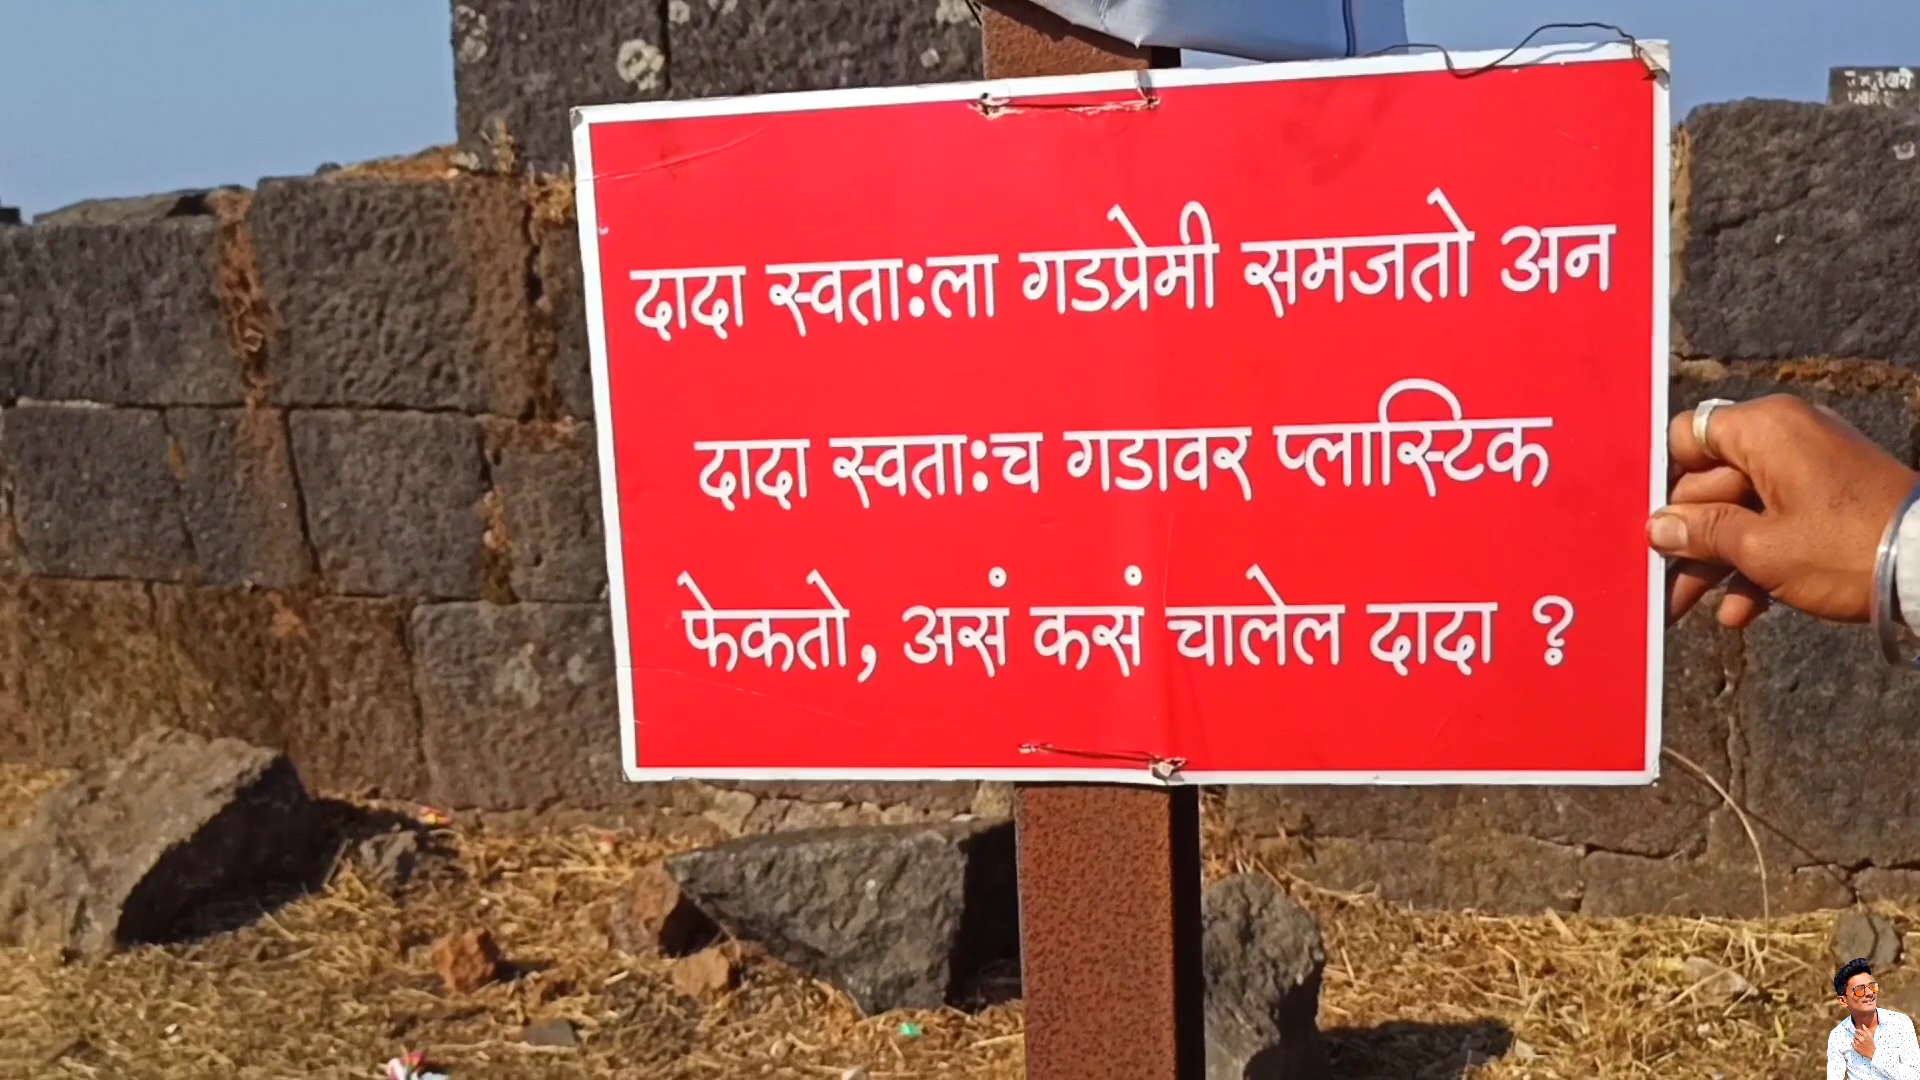 दादा स्वताःला गडप्रेमी समजतो अन
दादा स्वताःच गडावर प्लास्टिक
फेकतो, असं कसं चालेल दादा ?